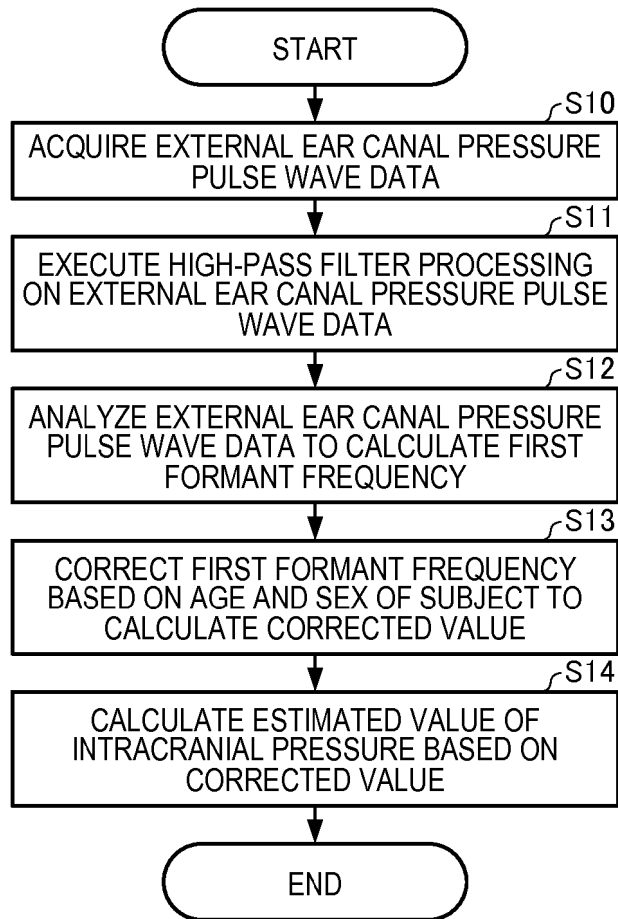 START
S10
ACQUIRE EXTERNAL EAR CANAL PRESSURE
PULSE WAVE DATA
S11
EXECUTE HIGH-PASS FILTER PROCESSING
ON EXTERNAL EAR CANAL PRESSURE PULSE
WAVE DATA
S12
ANALYZE EXTERNAL EAR CANAL PRESSURE
PULSE WAVE DATA TO CALCULATE FIRST
FORMANT FREQUENCY
S13
CORRECT FIRST FORMANT FREQUENCY
BASED ON AGE AND SEX OF SUBJECT TO
CALCULATE CORRECTED VALUE
S14
CALCULATE ESTIMATED VALUE OF
INTRACRANIAL PRESSURE BASED ON
CORRECTED VALUE
END